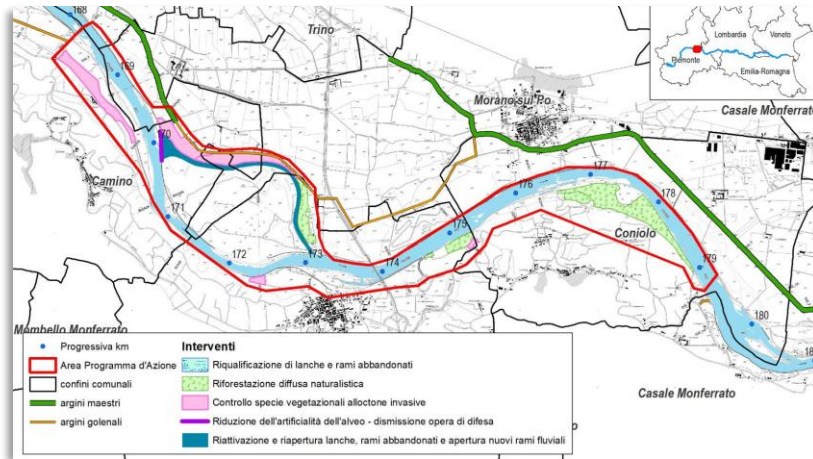 168
Trino
Lombardia
Veneto
Piemonte
Emilia-Romagna
169
Morano sul Po
Casale Monferrato
170
Camino
177
176
178
171
175
Coniolo
172
173
174
179
180
Mombello Monferrato
Casale Monferrato
Progressiva km
Area Programma d'Azione
confini comunali
argini maestri
argini golenali
Interventi
Riqualificazione di lanche e rami abbandonati
Riforestazione diffusa naturalistica
Controllo specie vegetazionali alloctone invasive
Riduzione dell'artificialità dell'alveo - dismissione opera di difesa
Riattivazione e riapertura lanche, rami abbandonati e apertura nuovi rami fluviali